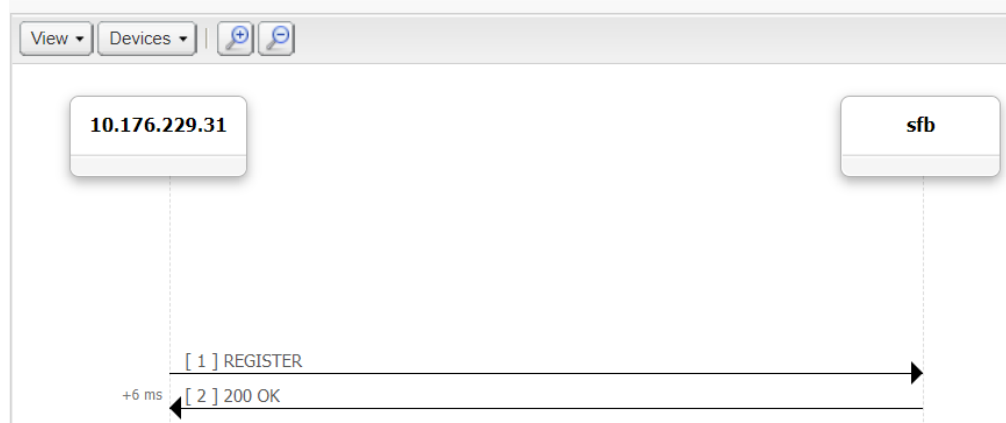 View Devices
10.176.229.31
sfb
[ 1 ] REGISTER
+6 ms [ 2 ] 200 OK